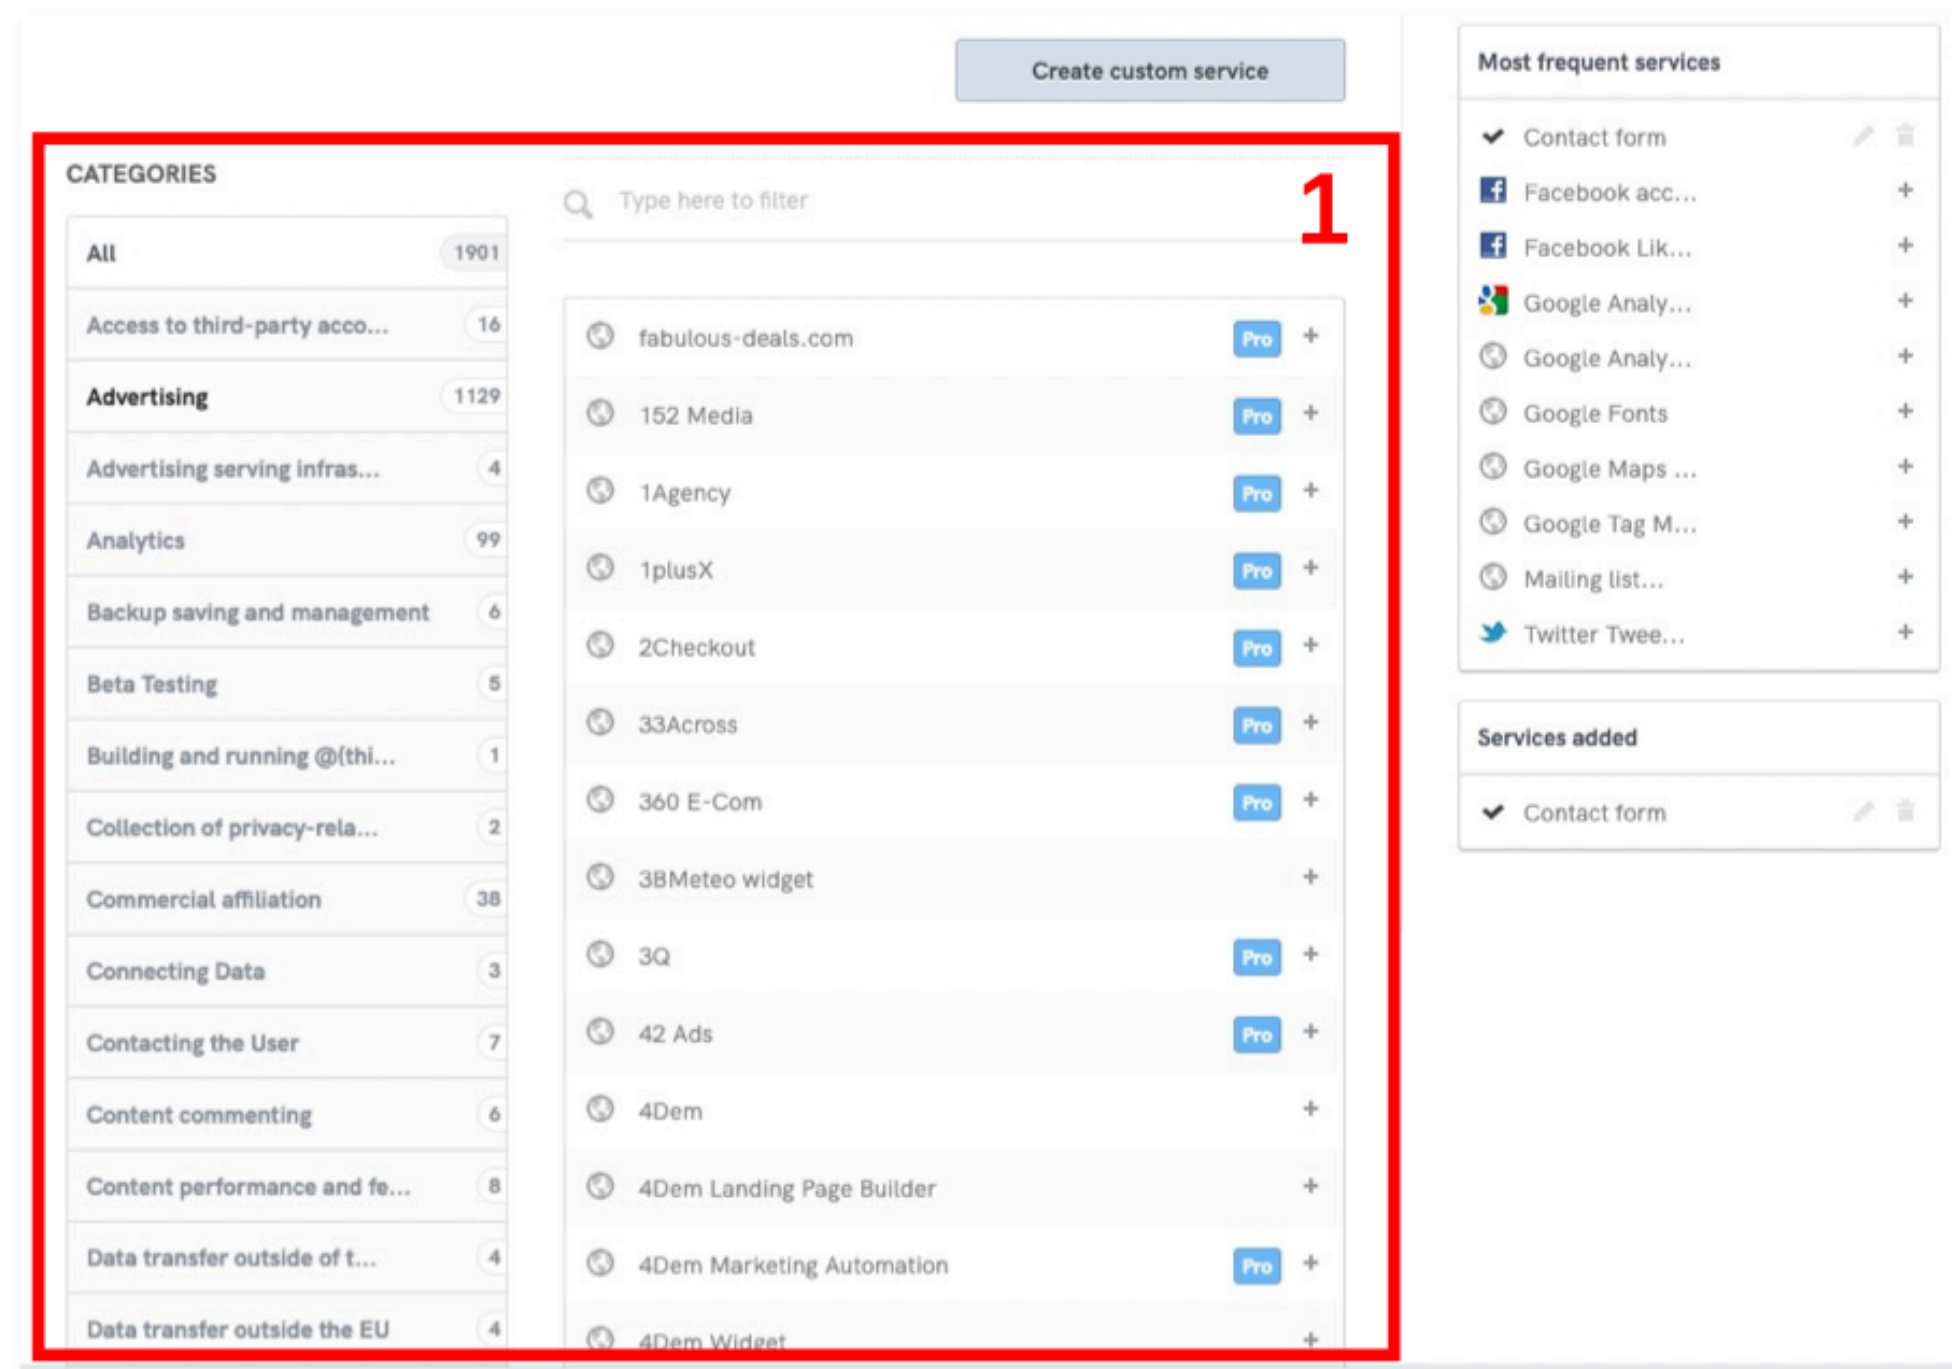 Create custom service
CATEGORIES
All 1901
Access to third-party acco... 16
Advertising 1129
Advertising serving infras... 4
Analytics 99
Backup saving and management 6
Beta Testing 5
Building and running @(thi... 1
Collection of privacy-rela... 2
Commercial affiliation 38
Connecting Data 3
Contacting the User 7
Content commenting 6
Content performance and fe... 8
Data transfer outside of t... 4
Data transfer outside the EU 4
Type here to filter
1
fabulous-deals.com Pro +
152 Media Pro +
1Agency Pro +
1plusX Pro +
2Checkout Pro +
33Across Pro +
360 E-Com Pro +
3BMeteo widget +
3Q Pro +
42 Ads Pro +
4Dem +
4Dem Landing Page Builder +
4Dem Marketing Automation Pro +
4Dem Widget +
Most frequent services
Contact form
Facebook acc... +
Facebook Lik... +
Google Analy... +
Google Analy... +
Google Fonts +
Google Maps ... +
Google Tag M... +
Mailing list... +
Twitter Twee... +
Services added
Contact form